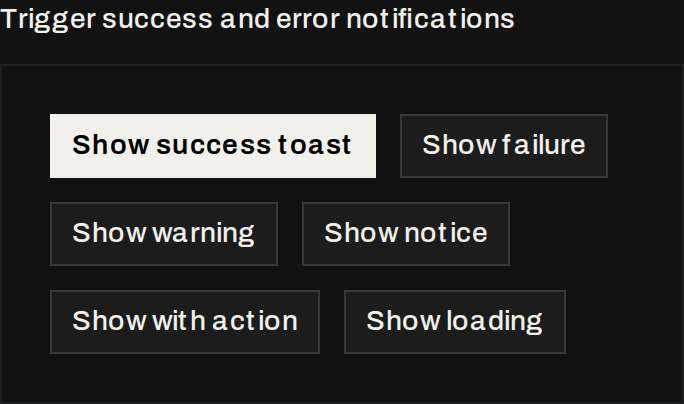 Trigger success and error notifications
Show success toast
Show failure
Show warning
Show notice
Show with action
Show loading